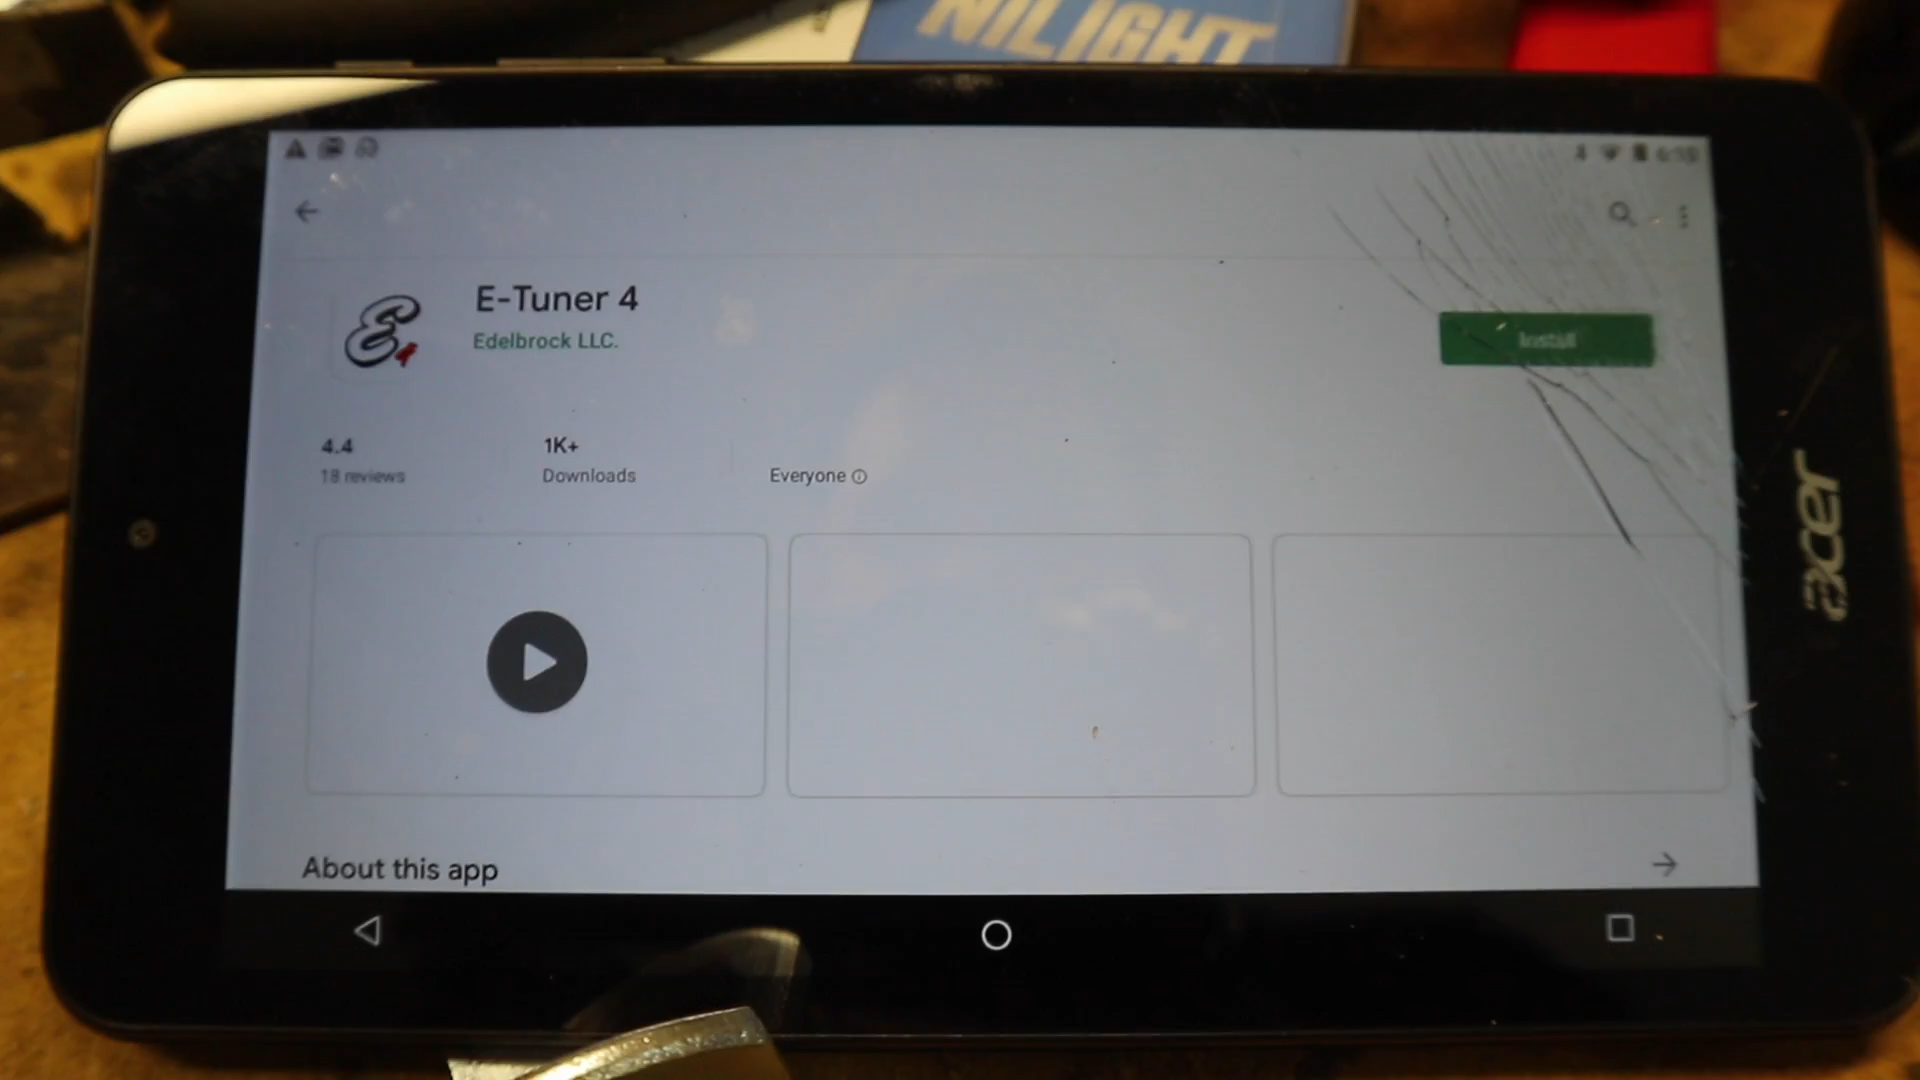 NILIGHT
E-Tuner 4
Edelbrock LLC.
Install
4.4
18 reviews
1K+
Downloads
Everyone
About this app
acer